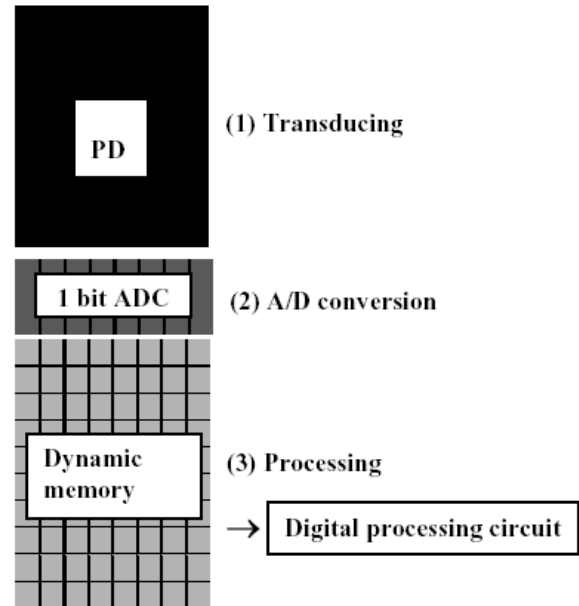 PD
(1) Transducing
1 bit ADC
(2) A/D conversion
Dynamic
memory
(3) Processing
→ Digital processing circuit